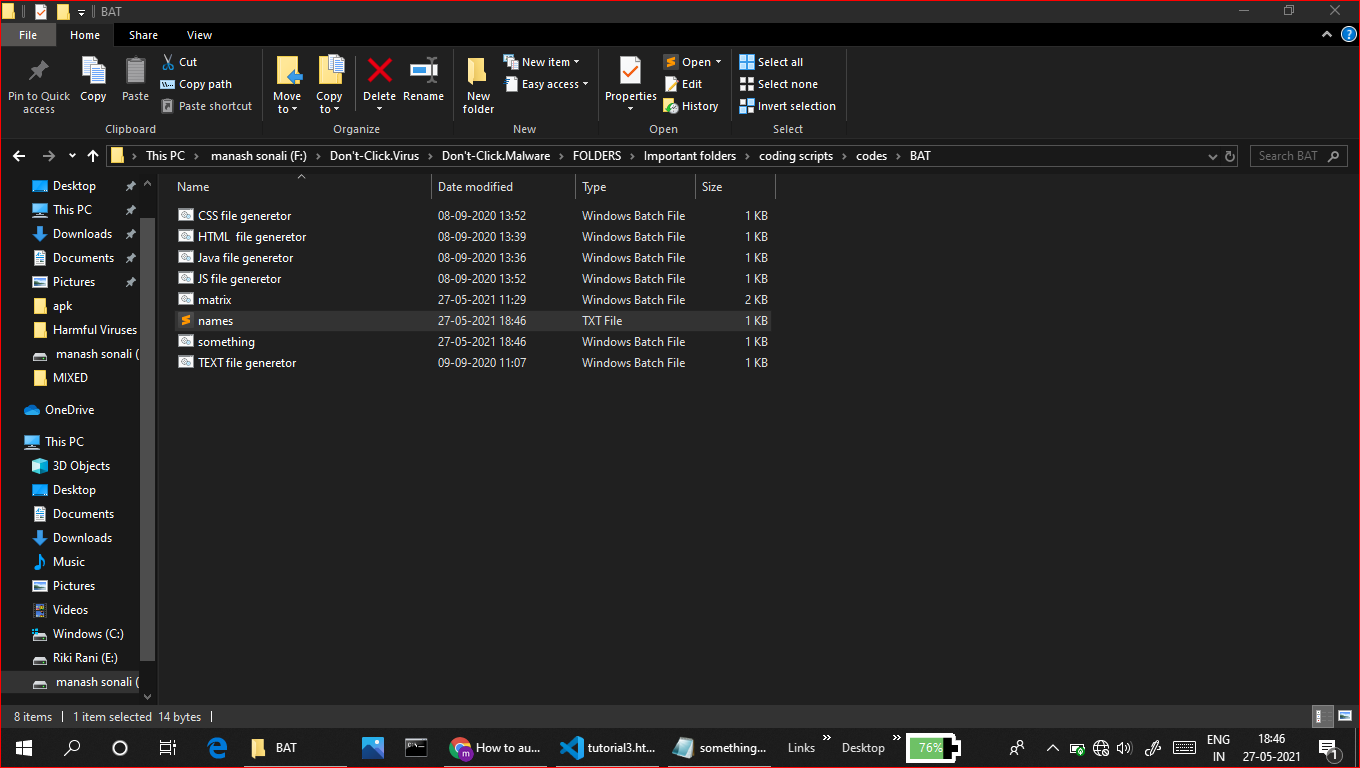 BAT
File Home Share View
Pin to Quick access
Copy
Paste
Cut
Copy path
Paste shortcut
Clipboard
Move to
Copy to
Delete
Rename
Organize
New folder
New item
Easy access
New
Properties
Open
Edit
History
Open
Select all
Select none
Invert selection
Select
This PC manash sonali (F:) Don't-Click.Virus Don't-Click.Malware FOLDERS Important folders coding scripts codes BAT
Search BAT
Desktop
This PC
Downloads
Documents
Pictures
apk
Harmful Viruses
manash sonali (
MIXED
OneDrive
This PC
3D Objects
Desktop
Documents
Downloads
Music
Pictures
Videos
Windows (C:)
Riki Rani (E:)
manash sonali (
Name Date modified Type Size
CSS file generetor 08-09-2020 13:52 Windows Batch File 1 KB
HTML  file generetor 08-09-2020 13:39 Windows Batch File 1 KB
Java file generetor 08-09-2020 13:36 Windows Batch File 1 KB
JS file generetor 08-09-2020 13:52 Windows Batch File 1 KB
matrix 27-05-2021 11:29 Windows Batch File 2 KB
names 27-05-2021 18:46 TXT File 1 KB
something 27-05-2021 18:46 Windows Batch File 1 KB
TEXT file generetor 09-09-2020 11:07 Windows Batch File 1 KB
8 items 1 item selected 14 bytes
BAT
m
How to au...
tutorial3.ht...
something...
Links »
Desktop »
76%
ENG
IN
18:46
27-05-2021
1